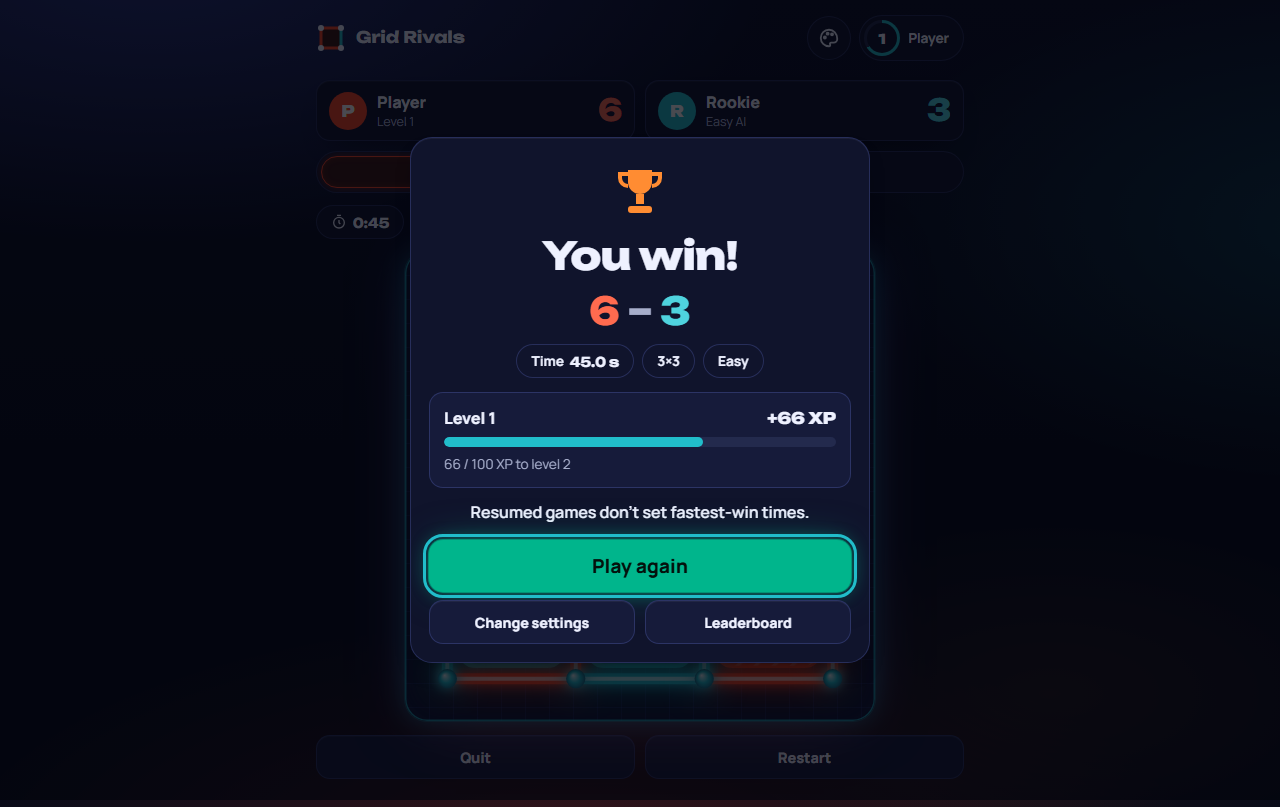 Grid Rivals
1 Player
P Player 6
Level 1
R Rookie 3
Easy AI
0:45
You win!
6 – 3
Time 45.0 s 3×3 Easy
Level 1 +66 XP
66 / 100 XP to level 2
Resumed games don't set fastest-win times.
Play again
Change settings Leaderboard
Quit Restart